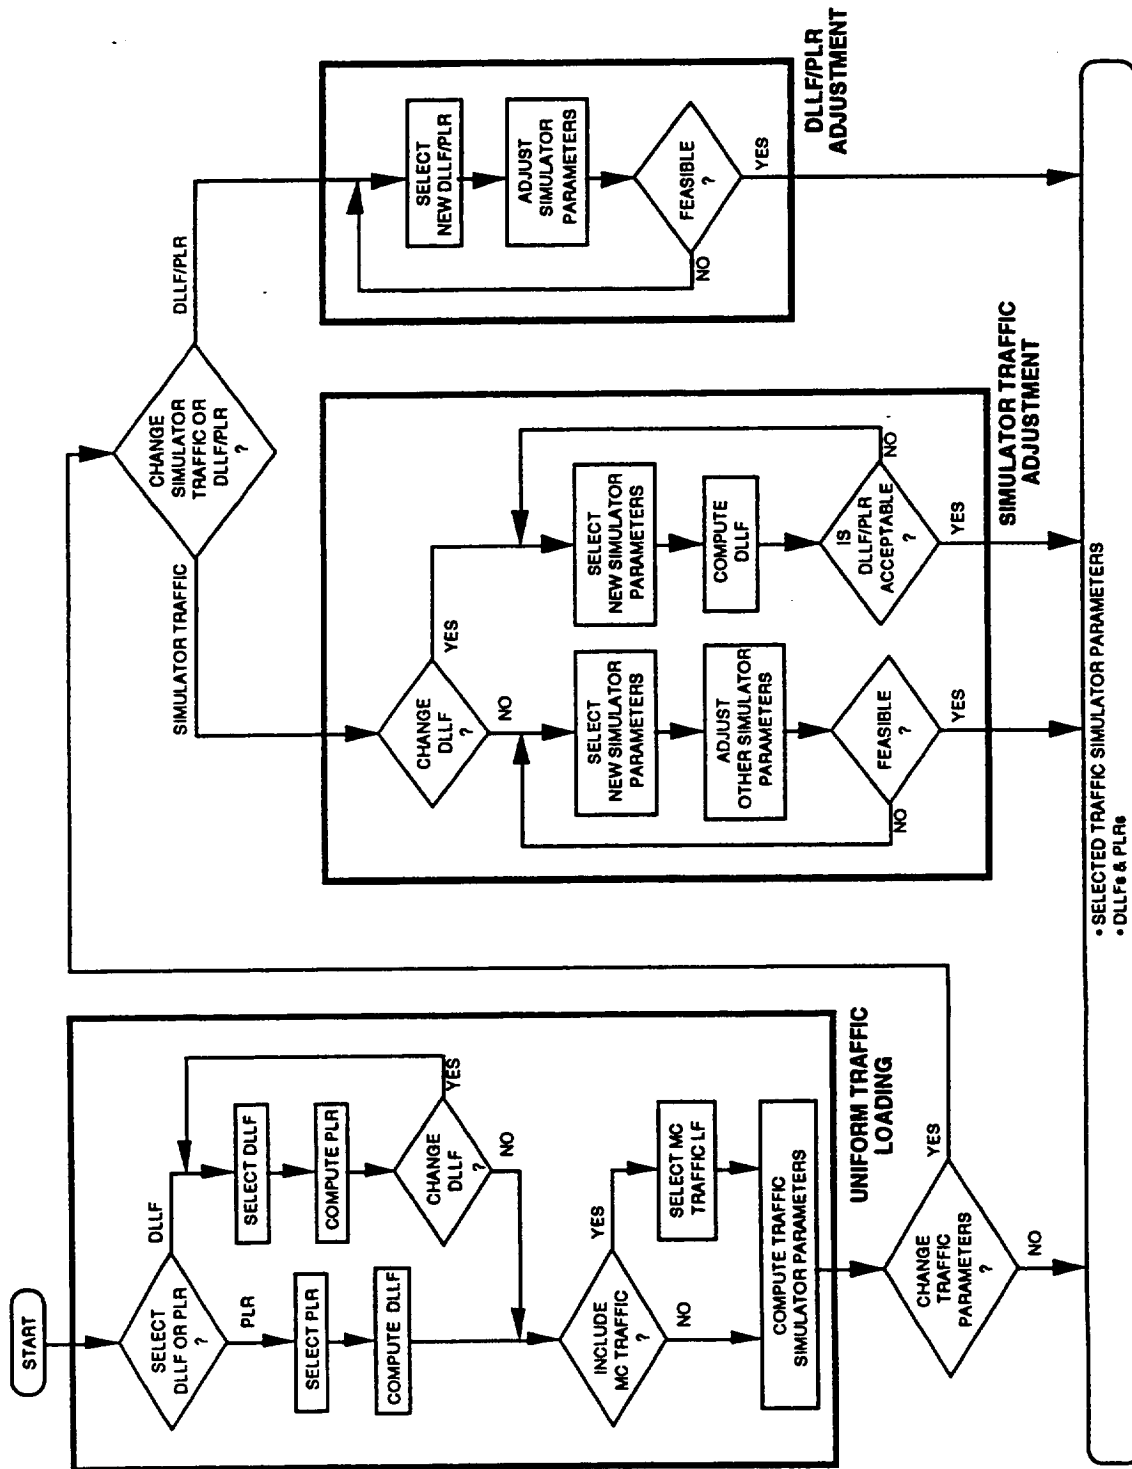 START
SELECT
DLLF OR PLR
?
DLLF
PLR
SELECT PLR
COMPUTE DLLF
SELECT DLLF
COMPUTE PLR
CHANGE
DLLF
?
YES
NO
INCLUDE
MC TRAFFIC
?
YES
NO
SELECT MC
TRAFFIC LF
COMPUTE TRAFFIC
SIMULATOR PARAMETERS
UNIFORM TRAFFIC
LOADING
CHANGE
TRAFFIC
PARAMETERS
?
YES
NO
CHANGE
SIMULATOR
TRAFFIC OR
DLLF/PLR
?
SIMULATOR TRAFFIC
DLLF/PLR
CHANGE
DLLF
?
YES
NO
SELECT
NEW SIMULATOR
PARAMETERS
ADJUST
OTHER SIMULATOR
PARAMETERS
FEASIBLE
?
NO
YES
SELECT
NEW SIMULATOR
PARAMETERS
COMPUTE
DLLF
IS
DLLF/PLR
ACCEPTABLE
?
NO
YES
SIMULATOR TRAFFIC
ADJUSTMENT
SELECT
NEW DLLF/PLR
ADJUST
SIMULATOR
PARAMETERS
FEASIBLE
?
NO
YES
DLLF/PLR
ADJUSTMENT
• SELECTED TRAFFIC SIMULATOR PARAMETERS
• DLLFs & PLRs